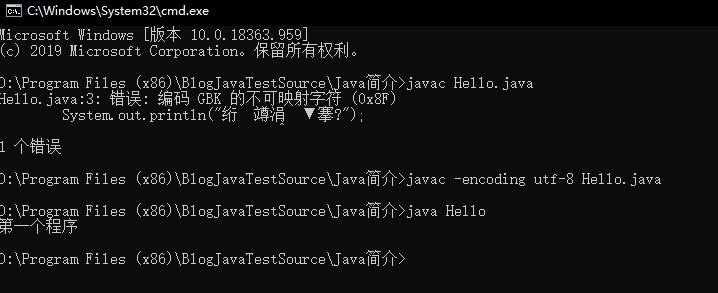 C:\Windows\System32\cmd.exe
Microsoft Windows [版本 10.0.18363.959]
(c) 2019 Microsoft Corporation。保留所有权利。
D:\Program Files (x86)\BlogJavaTestSource\Java简介>javac Hello.java
Hello.java:3: 错误: 编码 GBK 的不可映射字符 (0x8F)
System.out.println("绗 竴涓 ▼搴?");
^
1 个错误
D:\Program Files (x86)\BlogJavaTestSource\Java简介>javac -encoding utf-8 Hello.java
D:\Program Files (x86)\BlogJavaTestSource\Java简介>java Hello
第一个程序
D:\Program Files (x86)\BlogJavaTestSource\Java简介>